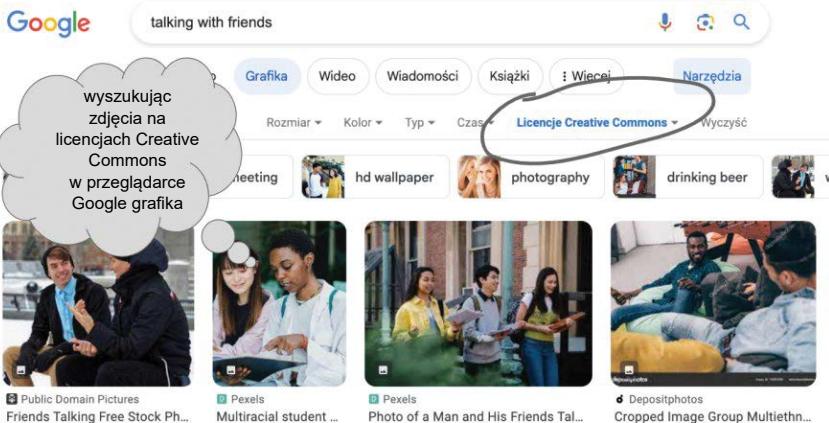 Google
talking with friends
Grafika Wideo Wiadomości Książki Więcej Narzędzia
Rozmiar Kolor Typ Czas Licencje Creative Commons Wyczyść
wyszukując
zdjęcia na
licencjach Creative
Commons
w przeglądarce
Google grafika
hd wallpaper photography drinking beer
depositphotos
Public Domain Pictures Pexels Pexels Depositphotos
Friends Talking Free Stock Ph... Multiracial student ... Photo of a Man and His Friends Tal... Cropped Image Group Multiethn...